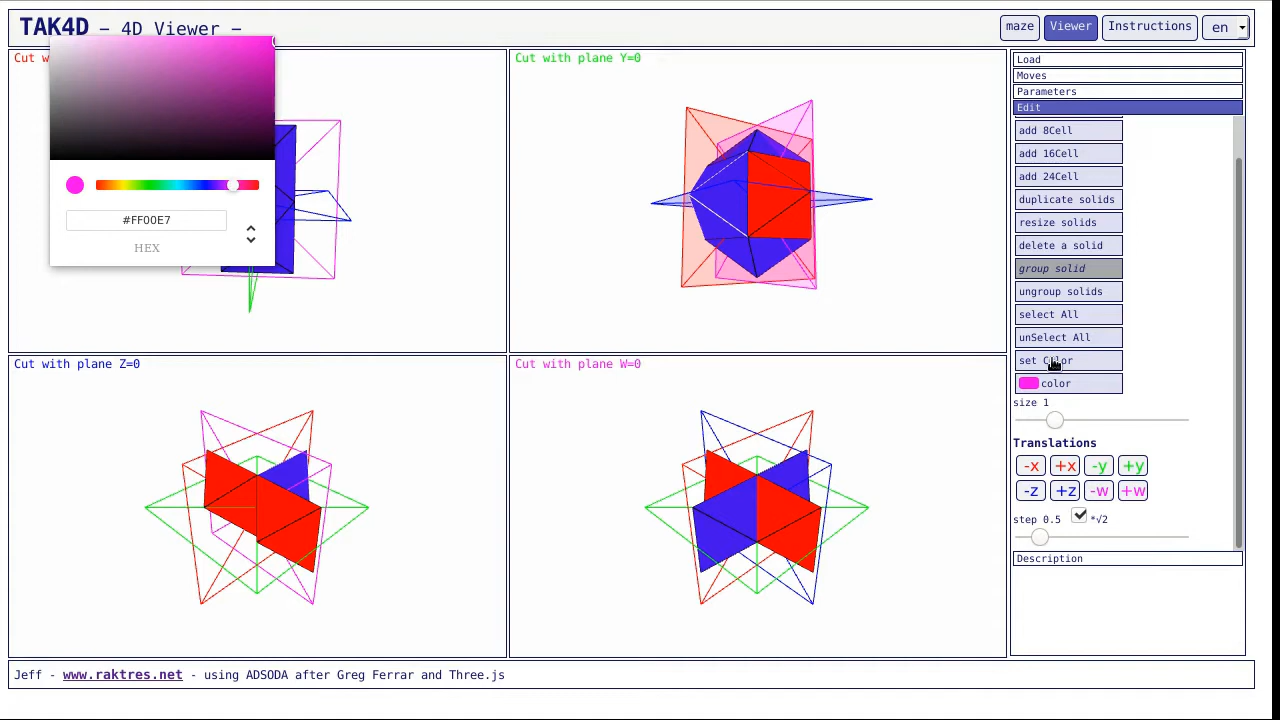 TAK4D – 4D Viewer –
maze
Viewer
Instructions
en
Cut w
#FF00E7
HEX
Cut with plane Y=0
Cut with plane Z=0
Cut with plane W=0
Load
Moves
Parameters
Edit
add 8Cell
add 16Cell
add 24Cell
duplicate solids
resize solids
delete a solid
group solid
ungroup solids
select All
unSelect All
set Color
color
size 1
Translations
-x +x -y +y
-z +z -w +w
step 0.5 *√2
Description
Jeff - www.raktres.net - using ADSODA after Greg Ferrar and Three.js